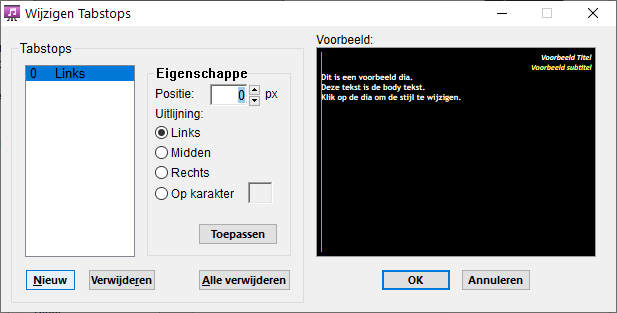 Wijzigen Tabstops
Tabstops
0 Links
Eigenschappe
Positie: 0 px
Uitlijning:
Links
Midden
Rechts
Op karakter
Toepassen
Nieuw Verwijderen Alle verwijderen
Voorbeeld:
Voorbeeld Titel
Voorbeeld subtitel
Dit is een voorbeeld dia.
Deze tekst is de body tekst.
Klik op de dia om de stijl te wijzigen.
OK Annuleren